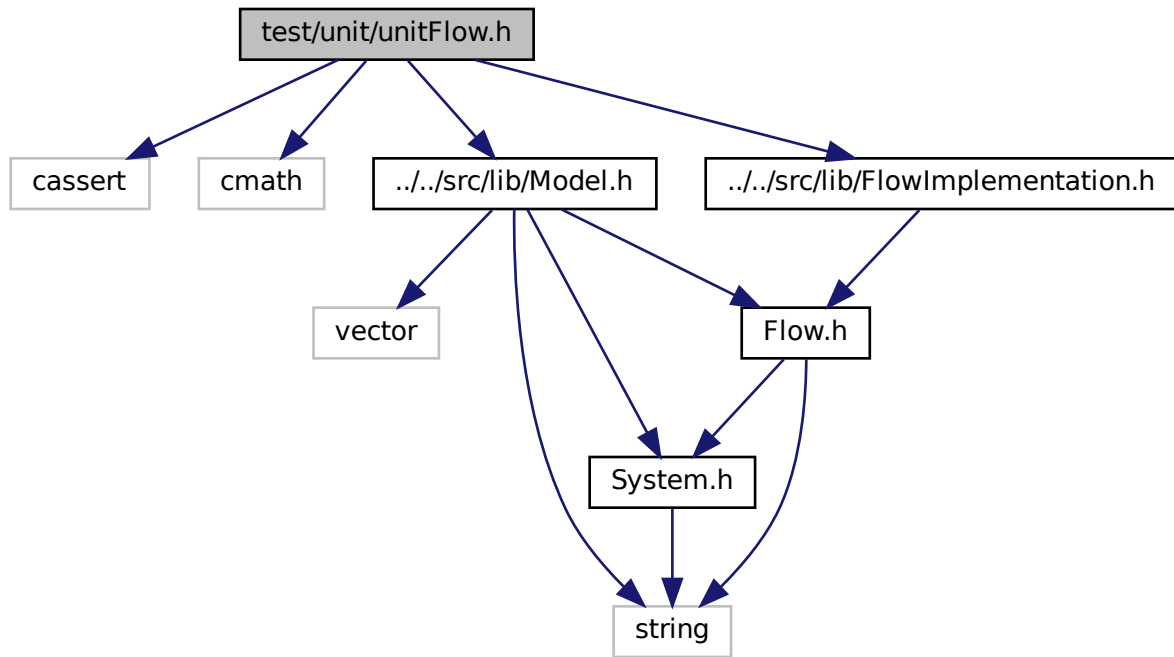 test/unit/unitFlow.h
cassert
cmath
../../src/lib/Model.h
../../src/lib/FlowImplementation.h
vector
Flow.h
System.h
string